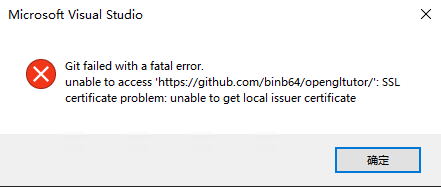 Microsoft Visual Studio
Git failed with a fatal error.
unable to access 'https://github.com/binb64/opengltutor/': SSL
certificate problem: unable to get local issuer certificate
确定